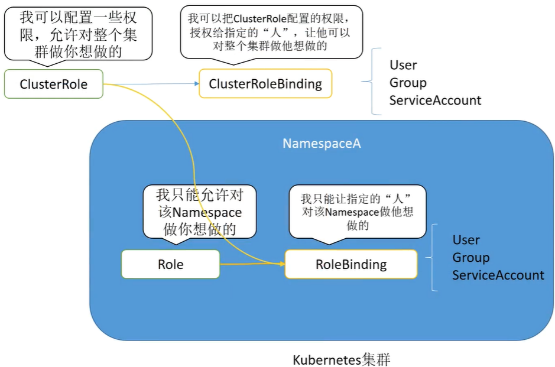 我可以配置一些权
限，允许对整个集
群做你想做的
我可以把ClusterRole配置的权限，
授权给指定的“人”，让他可以
对整个集群做他想做的
ClusterRole
ClusterRoleBinding
User
Group
ServiceAccount
NamespaceA
我只能允许对
该Namespace
做你想做的
我只能让指定的“人”
对该Namespace做他想
做的
Role
RoleBinding
User
Group
ServiceAccount
Kubernetes集群